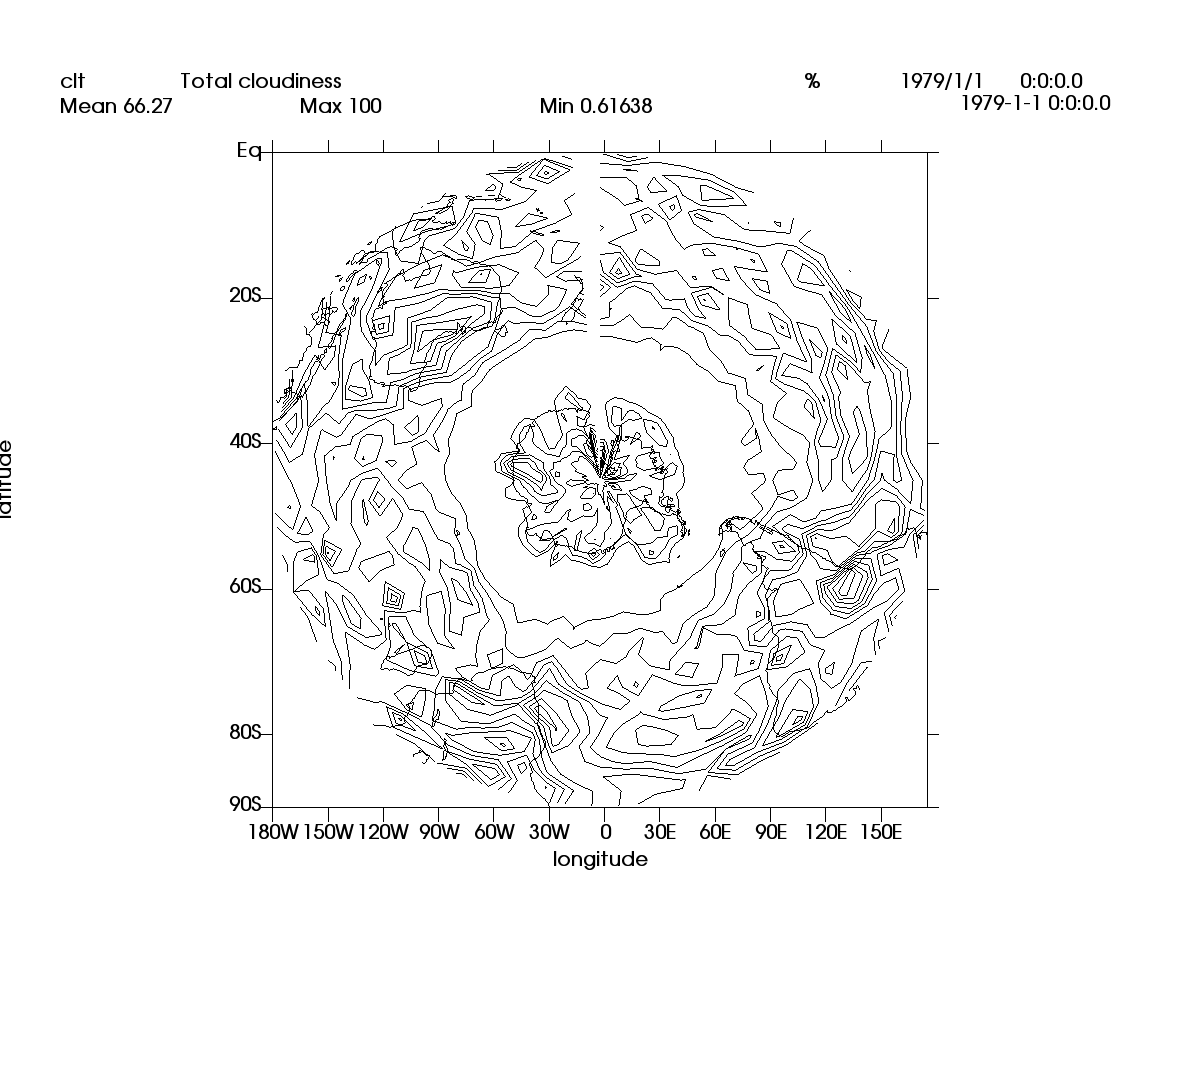 clt Total cloudiness % 1979/1/1 0:0:0.0
Mean 66.27 Max 100 Min 0.61638 1979-1-1 0:0:0.0
Eq
20S
40S
latitude
60S
80S
90S
180W 150W 120W 90W 60W 30W 0 30E 60E 90E 120E 150E
longitude